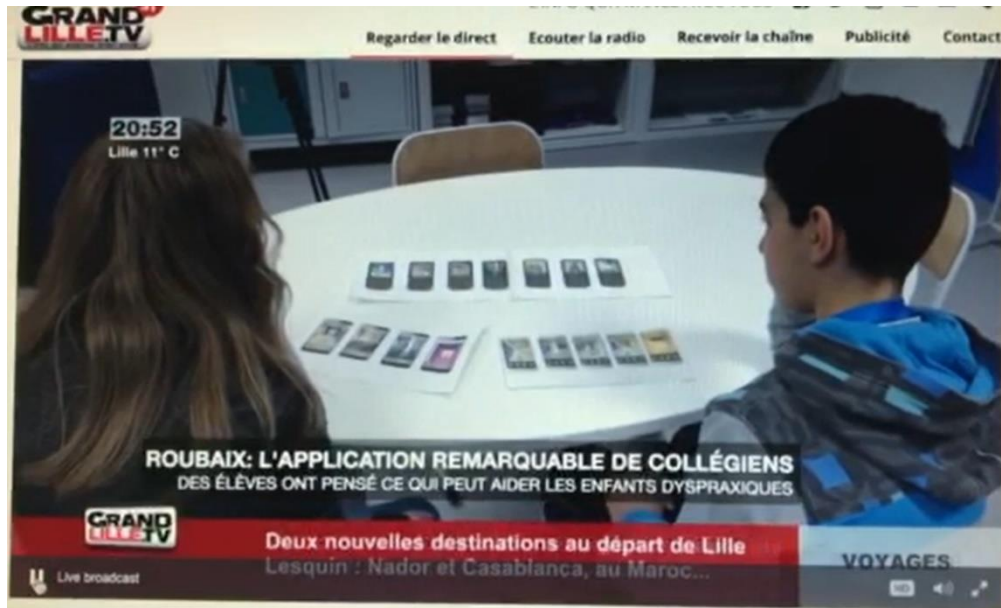 GRAND
LILLE.TV
Regarder le direct
Ecouter la radio
Recevoir la chaîne
Publicité
Contact
20:52
Lille 11° C
ROUBAIX: L'APPLICATION REMARQUABLE DE COLLÉGIENS
DES ÉLÈVES ONT PENSÉ CE QUI PEUT AIDER LES ENFANTS DYSPRAXIQUES
GRAND
LILLE TV
Deux nouvelles destinations au départ de Lille
Lesquin : Nador et Casablanca, au Maroc...
VOYAGES
Live broadcast
HD